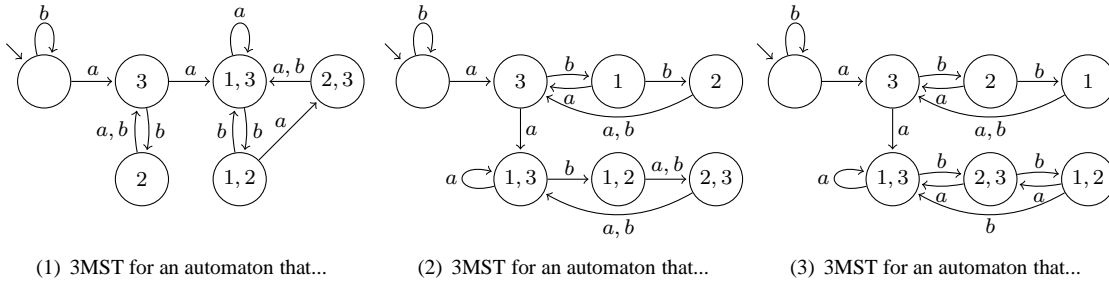 b a b
a a a, b
3 1, 3 2, 3
a, b b b b a
2 1, 2
(1) 3MST for an automaton that...
b
a b b
3 1 2
a
a a, b
b a, b
a 1, 3 1, 2 2, 3
a, b
(2) 3MST for an automaton that...
b
a b b
3 2 1
a
a a, b
b b
a 1, 3 2, 3 1, 2
a a
b
(3) 3MST for an automaton that...